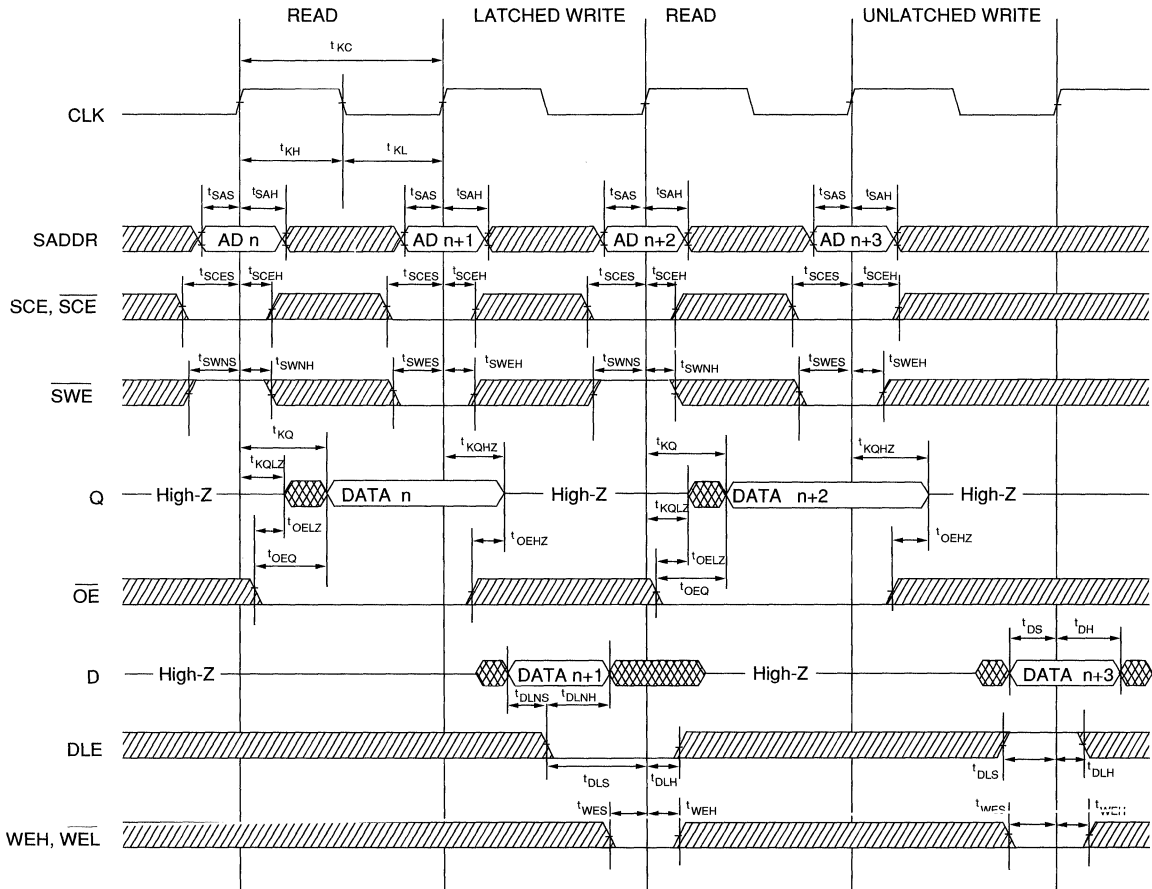 READ LATCHED WRITE READ UNLATCHED WRITE
tKC
CLK
tKH tKL
tSAS tSAH tSAS tSAH tSAS tSAH tSAS tSAH
SADDR AD n AD n+1 AD n+2 AD n+3
tSCES tSCEH tSCES tSCEH tSCES tSCEH tSCES tSCEH
SCE, SCE
tSWNS tSWNH tSWES tSWEH tSWNS tSWNH tSWES tSWEH
SWE
tKQ tKQHZ tKQ tKQHZ
tKQLZ
Q High-Z DATA n High-Z DATA n+2 High-Z
tKQLZ
tOELZ tOEHZ tOELZ tOEHZ
tOEQ tOEQ
OE
tDS tDH
D High-Z DATA n+1 High-Z DATA n+3
tDLNS tDLNH
DLE
tDLS tDLH tDLS tDLH
tWES tWEH tWES tWEH
WEH, WEL